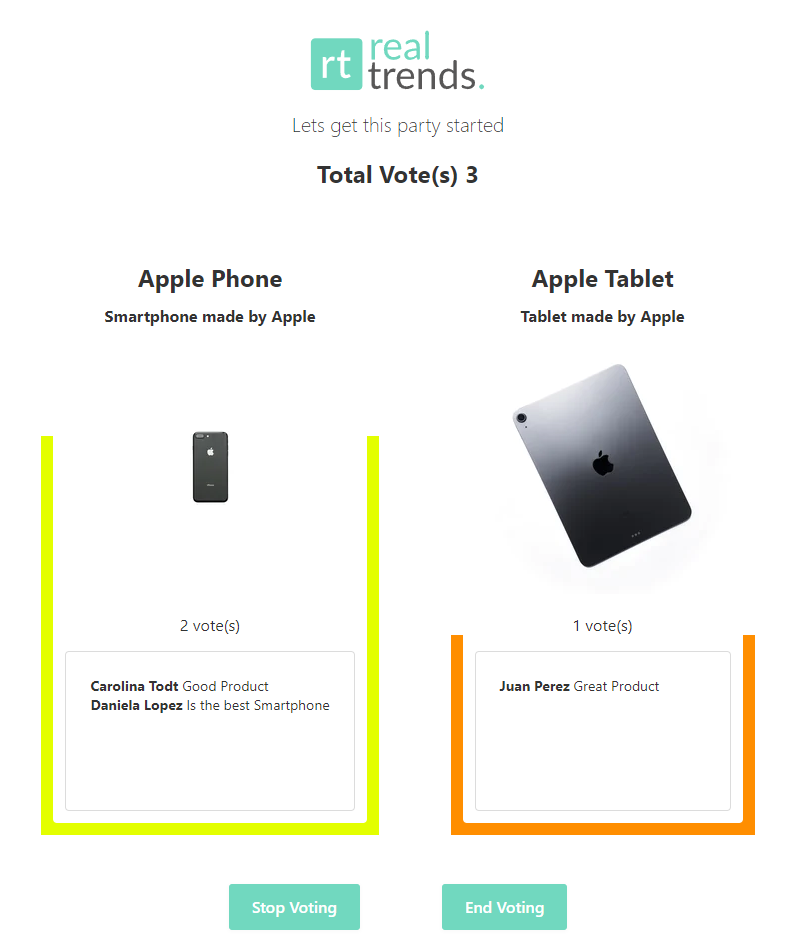 rt real
trends.
Lets get this party started
Total Vote(s) 3
Apple Phone
Smartphone made by Apple
2 vote(s)
Carolina Todt Good Product
Daniela Lopez Is the best Smartphone
Apple Tablet
Tablet made by Apple
1 vote(s)
Juan Perez Great Product
Stop Voting
End Voting